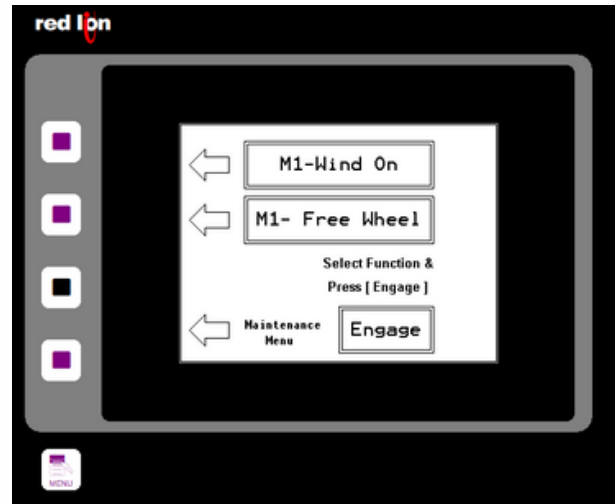 red lion
M1-Wind On
M1- Free Wheel
Select Function &
Press [ Engage ]
Maintenance
Menu
Engage
MENU